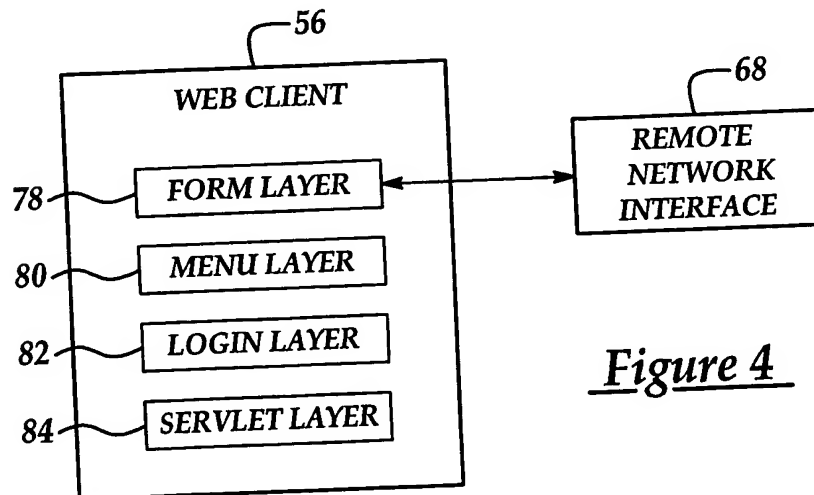 56
WEB CLIENT
68
REMOTE
NETWORK
INTERFACE
78
FORM LAYER
80
MENU LAYER
82
LOGIN LAYER
84
SERVLET LAYER
Figure 4